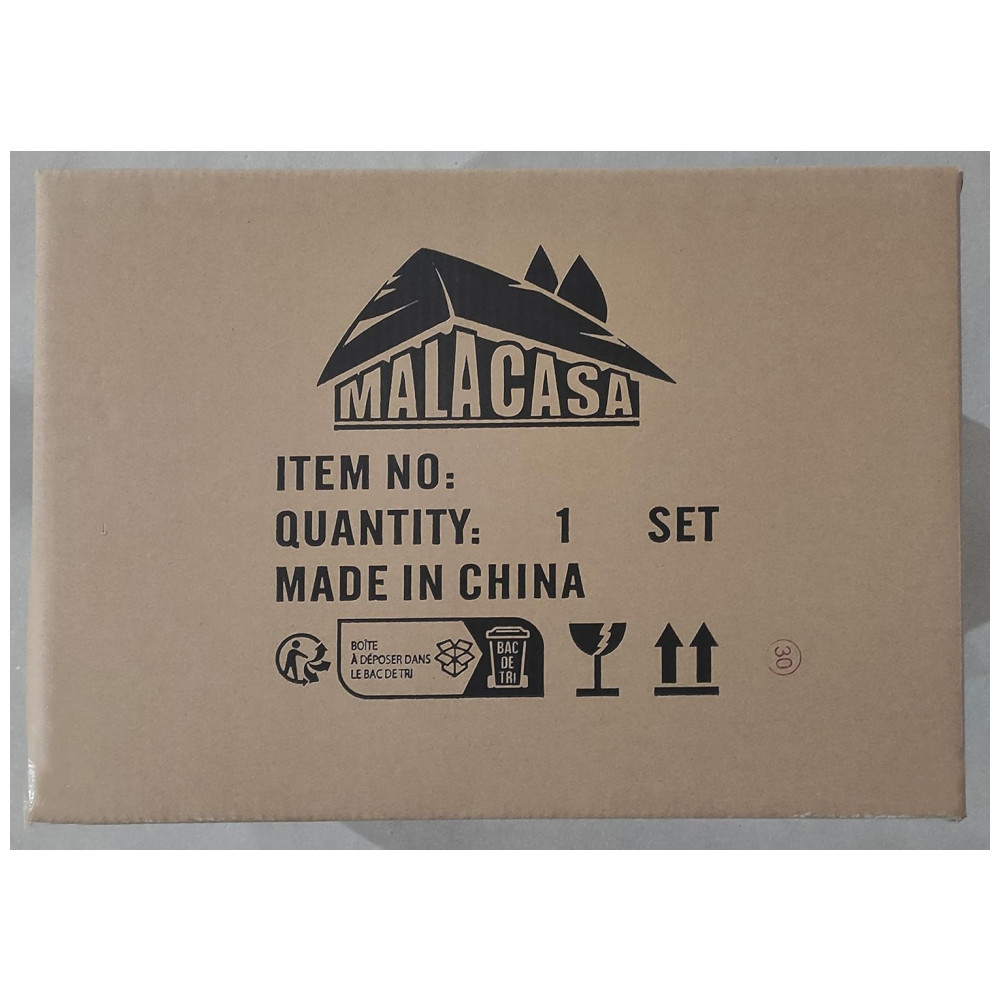 MALACASA
ITEM NO:
QUANTITY: 1 SET
MADE IN CHINA
BOÎTE
À DÉPOSER DANS
LE BAC DE TRI
BAC
DE
TRI
30